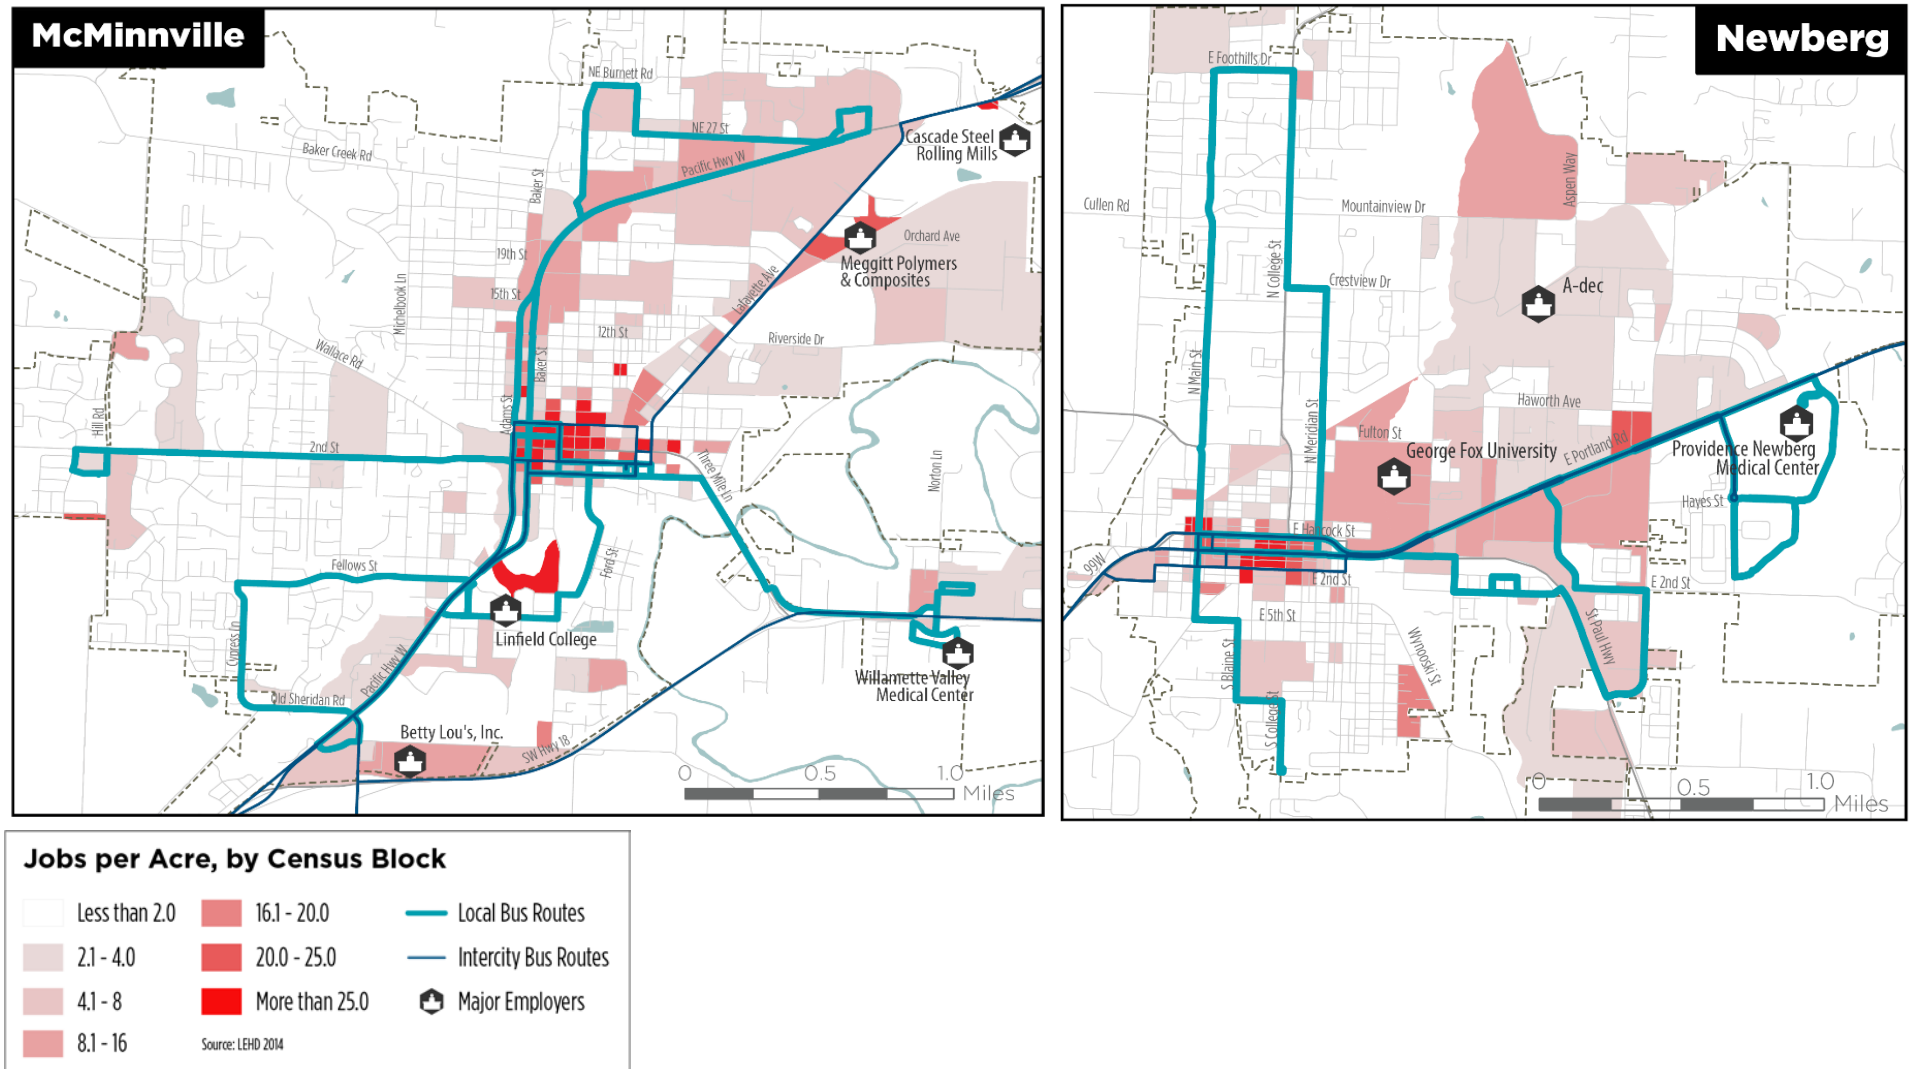 McMinnville
NE Burnett Rd
NE 27 St
Baker Creek Rd
Pacific Hwy W
Baker St
Cascade Steel
Rolling Mills
19th St
Orchard Ave
Meggitt Polymers
& Composites
15th St
Michelbook Ln
Lafayette Ave
12th St
Riverside Dr
Wallace Rd
Baker St
Adams St
Hill Rd
2nd St
Three Mile Ln
Norton Ln
Fellows St
Ford St
Linfield College
Cypress Ln
Pacific Hwy W
Old Sheridan Rd
Willamette Valley
Medical Center
Betty Lou's, Inc.
SW Hwy 18
0 0.5 1.0
Miles
Newberg
E Foothills Dr
Aspen Way
Cullen Rd
Mountainview Dr
N College St
Crestview Dr
A-dec
N Main St
Haworth Ave
N Meridian St
Fulton St
George Fox University
E Portland Rd
Providence Newberg
Medical Center
Hayes St
E Hancock St
99W
E 2nd St
E 2nd St
E 5th St
St Paul Hwy
Wynooski St
S Blaine St
S College St
0 0.5 1.0
Miles
Jobs per Acre, by Census Block
Less than 2.0
2.1 - 4.0
4.1 - 8
8.1 - 16
16.1 - 20.0
20.0 - 25.0
More than 25.0
Source: LEHD 2014
Local Bus Routes
Intercity Bus Routes
Major Employers